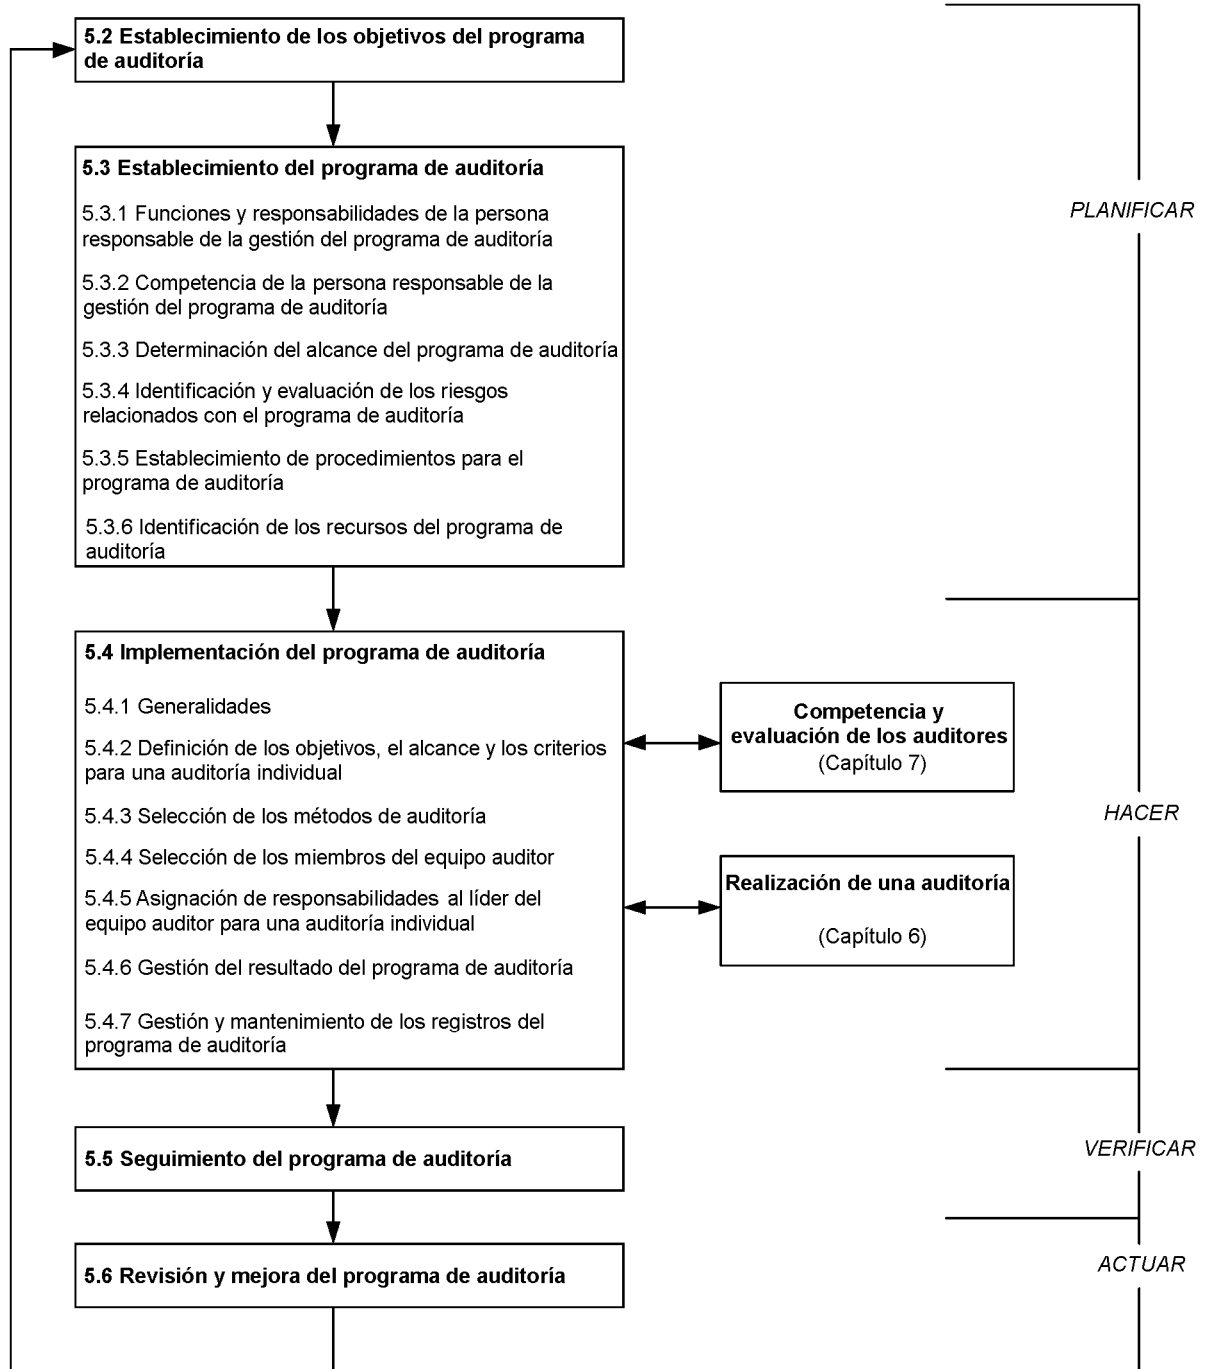 5.2 Establecimiento de los objetivos del programa
de auditoría
5.3 Establecimiento del programa de auditoría
5.3.1 Funciones y responsabilidades de la persona
responsable de la gestión del programa de auditoría
5.3.2 Competencia de la persona responsable de la
gestión del programa de auditoría
5.3.3 Determinación del alcance del programa de auditoría
5.3.4 Identificación y evaluación de los riesgos
relacionados con el programa de auditoría
5.3.5 Establecimiento de procedimientos para el
programa de auditoría
5.3.6 Identificación de los recursos del programa de
auditoría
PLANIFICAR
5.4 Implementación del programa de auditoría
5.4.1 Generalidades
5.4.2 Definición de los objetivos, el alcance y los criterios
para una auditoría individual
5.4.3 Selección de los métodos de auditoría
5.4.4 Selección de los miembros del equipo auditor
5.4.5 Asignación de responsabilidades al líder del
equipo auditor para una auditoría individual
5.4.6 Gestión del resultado del programa de auditoría
5.4.7 Gestión y mantenimiento de los registros del
programa de auditoría
Competencia y
evaluación de los auditores
(Capítulo 7)
Realización de una auditoría
(Capítulo 6)
HACER
5.5 Seguimiento del programa de auditoría
VERIFICAR
5.6 Revisión y mejora del programa de auditoría
ACTUAR